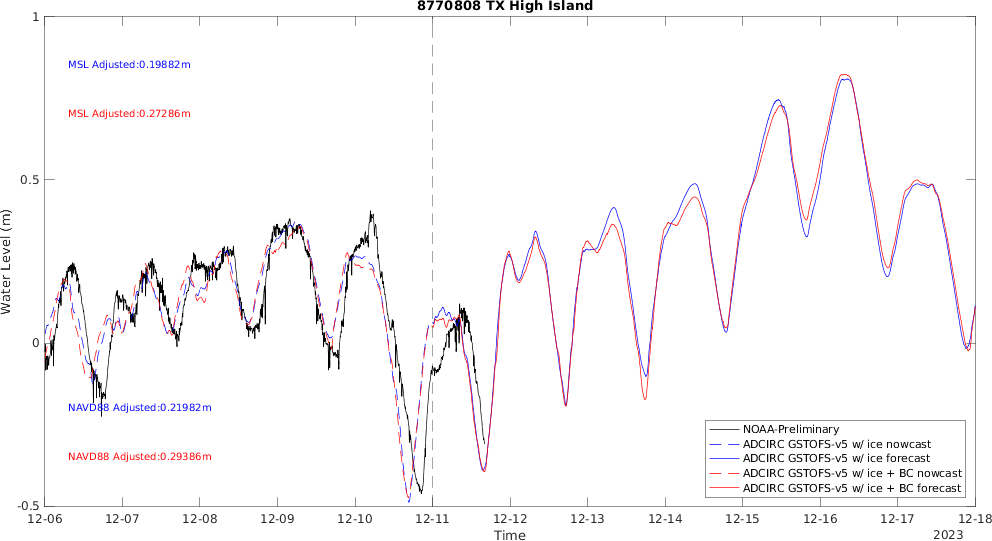 8770808 TX High Island
1
MSL Adjusted:0.19882m
MSL Adjusted:0.27286m
0.5
Water Level (m)
0
NAVD88 Adjusted:0.21982m
NAVD88 Adjusted:0.29386m
NOAA-Preliminary
ADCIRC GSTOFS-v5 w/ ice nowcast
ADCIRC GSTOFS-v5 w/ ice forecast
ADCIRC GSTOFS-v5 w/ ice + BC nowcast
ADCIRC GSTOFS-v5 w/ ice + BC forecast
-0.5
12-06 12-07 12-08 12-09 12-10 12-11 12-12 12-13 12-14 12-15 12-16 12-17 12-18
Time
2023